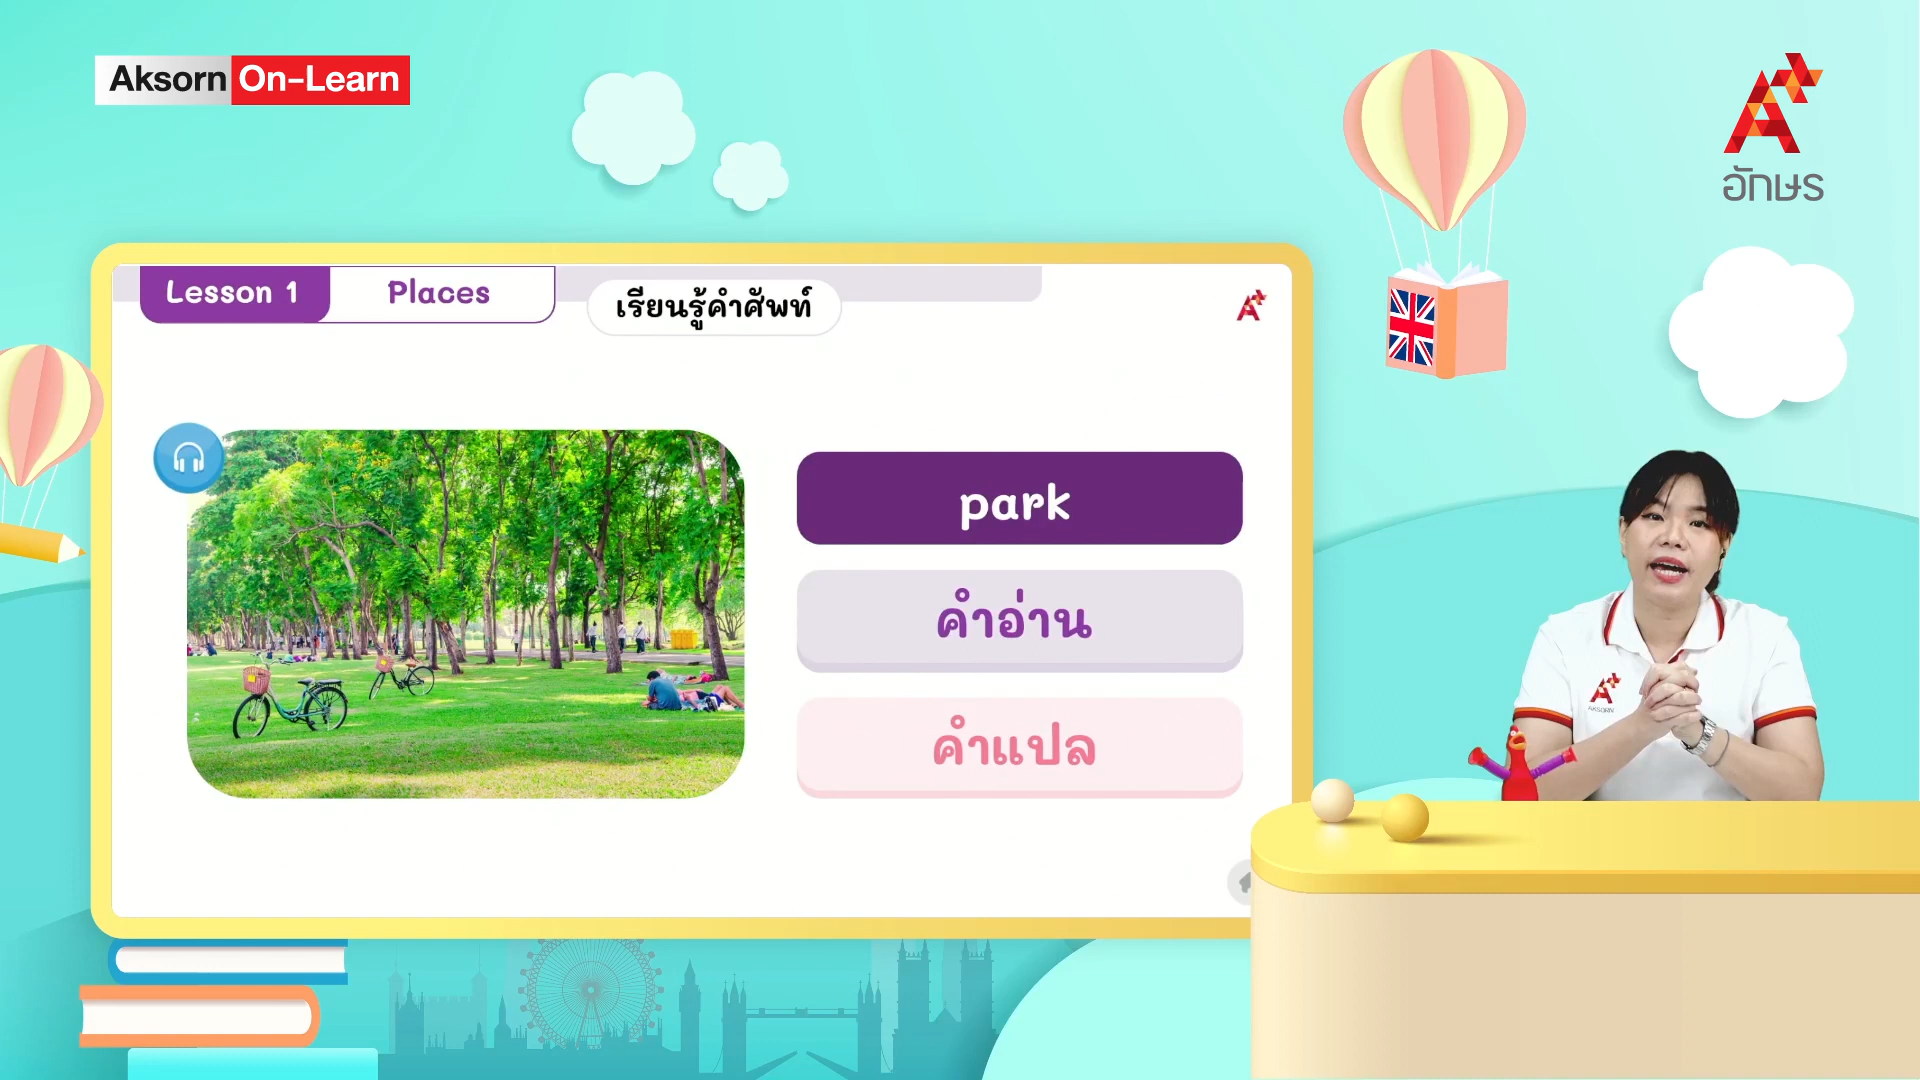 Aksorn On-Learn
อักษร
Lesson 1
Places
เรียนรู้คำศัพท์
park
คำอ่าน
คำแปล
AKSORN